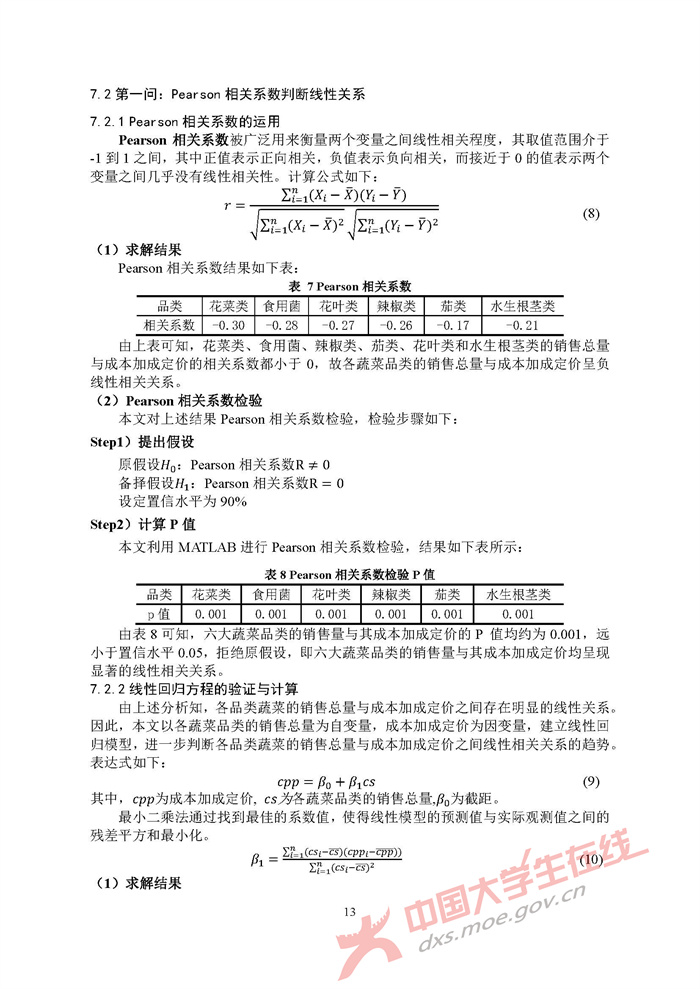 7.2 第一问：Pearson 相关系数判断线性关系
7.2.1 Pearson 相关系数的运用
Pearson 相关系数被广泛用来衡量两个变量之间线性相关程度，其取值范围介于
-1 到 1 之间，其中正值表示正向相关，负值表示负向相关，而接近于 0 的值表示两个
变量之间几乎没有线性相关性。计算公式如下：
r = \frac{\sum_{i=1}^{n}(X_i - \bar{X})(Y_i - \bar{Y})}{\sqrt{\sum_{i=1}^{n}(X_i - \bar{X})^2}\sqrt{\sum_{i=1}^{n}(Y_i - \bar{Y})^2}} (8)
（1）求解结果
Pearson 相关系数结果如下表：
表 7 Pearson 相关系数
品类 花菜类 食用菌 花叶类 辣椒类 茄类 水生根茎类
相关系数 -0.30 -0.28 -0.27 -0.26 -0.17 -0.21
由上表可知，花菜类、食用菌、辣椒类、茄类、花叶类和水生根茎类的销售总量
与成本加成定价的相关系数都小于 0，故各蔬菜品类的销售总量与成本加成定价呈负
线性相关关系。
（2）Pearson 相关系数检验
本文对上述结果 Pearson 相关系数检验，检验步骤如下：
Step1）提出假设
原假设H₀：Pearson 相关系数R ≠ 0
备择假设H₁：Pearson 相关系数R = 0
设定置信水平为 90%
Step2）计算 P 值
本文利用 MATLAB 进行 Pearson 相关系数检验，结果如下表所示：
表 8 Pearson 相关系数检验 P 值
品类 花菜类 食用菌 花叶类 辣椒类 茄类 水生根茎类
p 值 0.001 0.001 0.001 0.001 0.001 0.001
由表 8 可知，六大蔬菜品类的销售量与其成本加成定价的 P 值均约为 0.001，远
小于置信水平 0.05，拒绝原假设，即六大蔬菜品类的销售量与其成本加成定价均呈现
显著的线性相关关系。
7.2.2 线性回归方程的验证与计算
由上述分析知，各品类蔬菜的销售总量与成本加成定价之间存在明显的线性关系。
因此，本文以各蔬菜品类的销售总量为自变量，成本加成定价为因变量，建立线性回
归模型，进一步判断各品类蔬菜的销售总量与成本加成定价之间线性相关关系的趋势。
表达式如下：
cpp = β₀ + β₁cs (9)
其中，cpp为成本加成定价, cs为各蔬菜品类的销售总量,β₀为截距。
最小二乘法通过找到最佳的系数值，使得线性模型的预测值与实际观测值之间的
残差平方和最小化。
β₁ = \frac{\sum_{i=1}^{n}(cs_i-\overline{cs})(cpp_i-\overline{cpp}))}{\sum_{i=1}^{n}(cs_i-\overline{cs})^2} (10)
（1）求解结果
13
中国大学生在线
dxs.moe.gov.cn